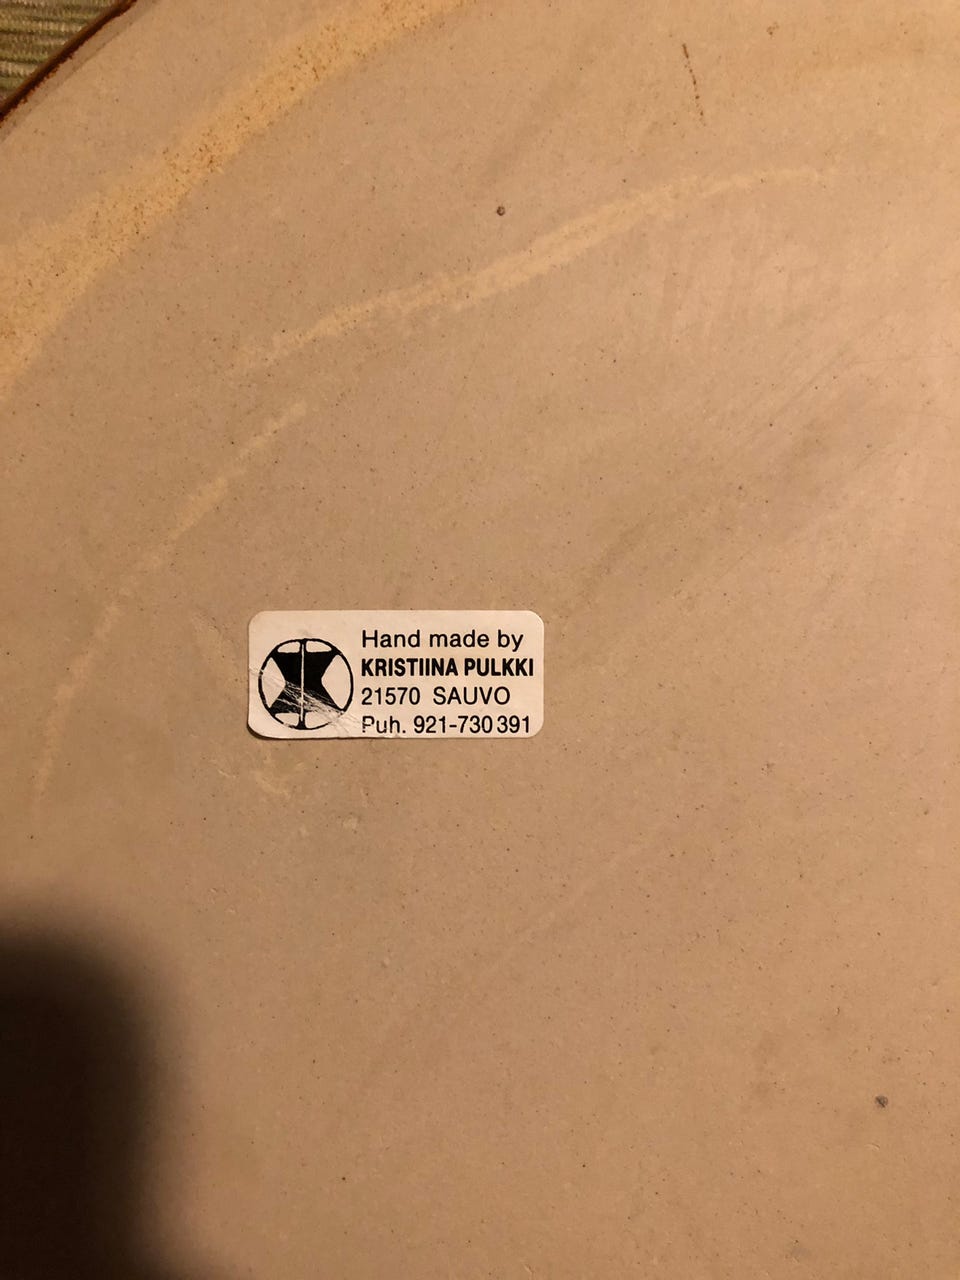 Hand made by
KRISTIINA PULKKI
21570 SAUVO
Puh. 921-730 391